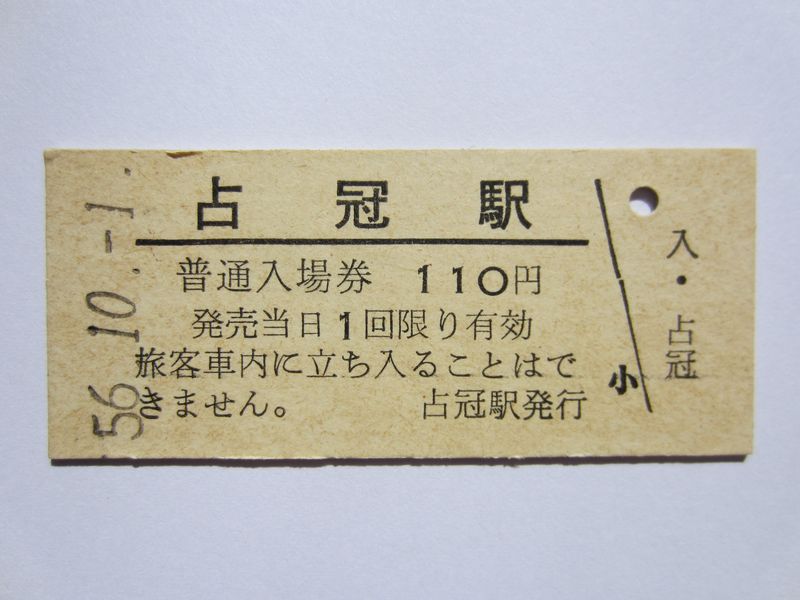 占冠駅
普通入場券 110円
発売当日1回限り有効
旅客車内に立ち入ることはで
きません。 占冠駅発行
小
入・占冠
56.10.-1.